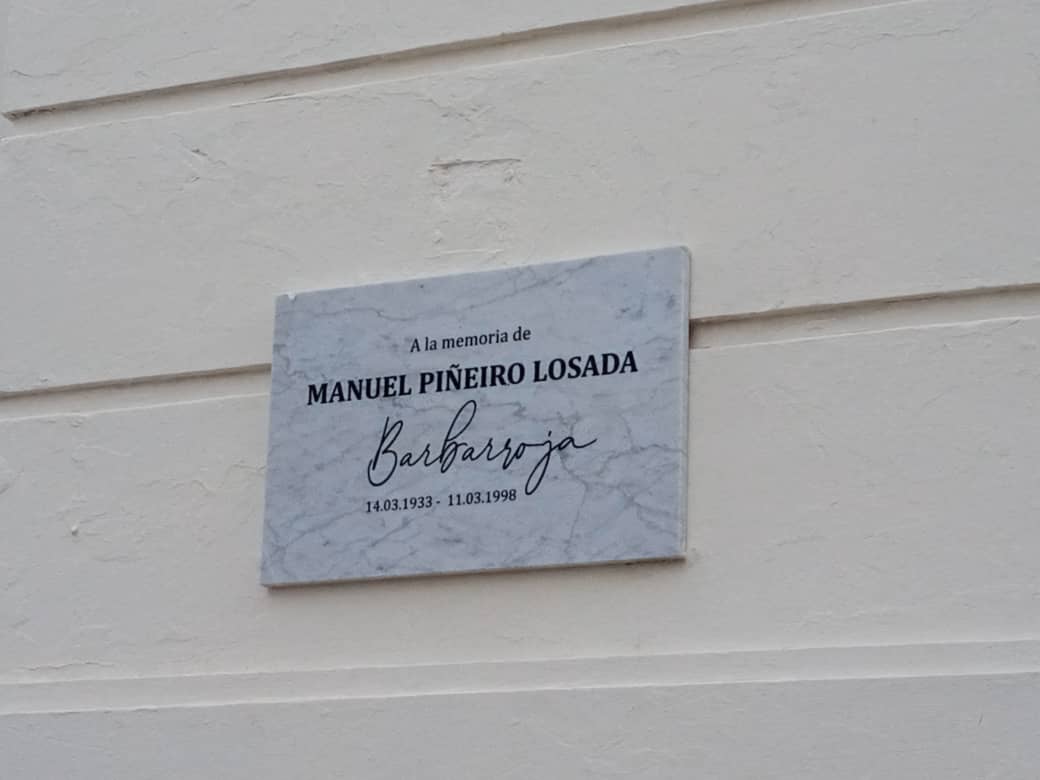 A la memoria de
MANUEL PIÑEIRO LOSADA
Barbarroja
14.03.1933 - 11.03.1998